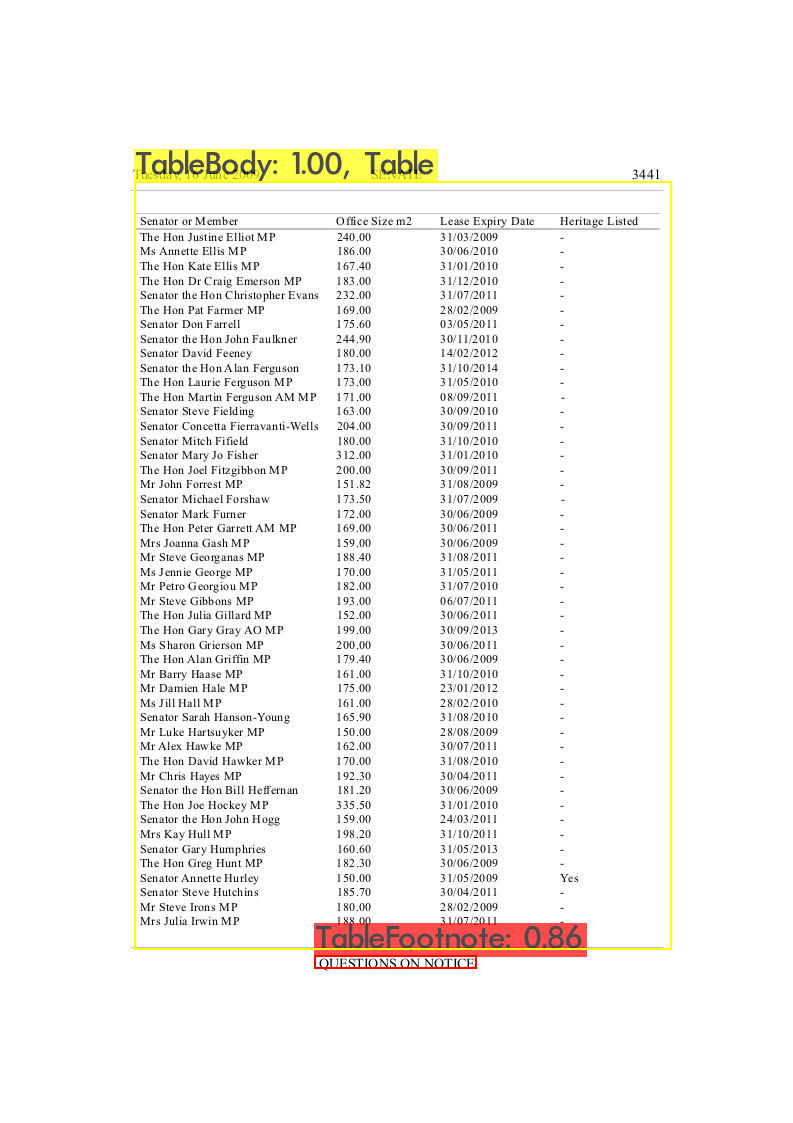 TableBody: 1.00, Table
Tuesday, 16 June 2009 SENATE 3441
Senator or Member Office Size m2 Lease Expiry Date Heritage Listed
The Hon Justine Elliot MP 240.00 31/03/2009 -
Ms Annette Ellis MP 186.00 30/06/2010 -
The Hon Kate Ellis MP 167.40 31/01/2010 -
The Hon Dr Craig Emerson MP 183.00 31/12/2010 -
Senator the Hon Christopher Evans 232.00 31/07/2011 -
The Hon Pat Farmer MP 169.00 28/02/2009 -
Senator Don Farrell 175.60 03/05/2011 -
Senator the Hon John Faulkner 244.90 30/11/2010 -
Senator David Feeney 180.00 14/02/2012 -
Senator the Hon Alan Ferguson 173.10 31/10/2014 -
The Hon Laurie Ferguson MP 173.00 31/05/2010 -
The Hon Martin Ferguson AM MP 171.00 08/09/2011 -
Senator Steve Fielding 163.00 30/09/2010 -
Senator Concetta Fierravanti-Wells 204.00 30/09/2011 -
Senator Mitch Fifield 180.00 31/10/2010 -
Senator Mary Jo Fisher 312.00 31/01/2010 -
The Hon Joel Fitzgibbon MP 200.00 30/09/2011 -
Mr John Forrest MP 151.82 31/08/2009 -
Senator Michael Forshaw 173.50 31/07/2009 -
Senator Mark Furner 172.00 30/06/2009 -
The Hon Peter Garrett AM MP 169.00 30/06/2011 -
Mrs Joanna Gash MP 159.00 30/06/2009 -
Mr Steve Georganas MP 188.40 31/08/2011 -
Ms Jennie George MP 170.00 31/05/2011 -
Mr Petro Georgiou MP 182.00 31/07/2010 -
Mr Steve Gibbons MP 193.00 06/07/2011 -
The Hon Julia Gillard MP 152.00 30/06/2011 -
The Hon Gary Gray AO MP 199.00 30/09/2013 -
Ms Sharon Grierson MP 200.00 30/06/2011 -
The Hon Alan Griffin MP 179.40 30/06/2009 -
Mr Barry Haase MP 161.00 31/10/2010 -
Mr Damien Hale MP 175.00 23/01/2012 -
Ms Jill Hall MP 161.00 28/02/2010 -
Senator Sarah Hanson-Young 165.90 31/08/2010 -
Mr Luke Hartsuyker MP 150.00 28/08/2009 -
Mr Alex Hawke MP 162.00 30/07/2011 -
The Hon David Hawker MP 170.00 31/08/2010 -
Mr Chris Hayes MP 192.30 30/04/2011 -
Senator the Hon Bill Heffernan 181.20 30/06/2009 -
The Hon Joe Hockey MP 335.50 31/01/2010 -
Senator the Hon John Hogg 159.00 24/03/2011 -
Mrs Kay Hull MP 198.20 31/10/2011 -
Senator Gary Humphries 160.60 31/05/2013 -
The Hon Greg Hunt MP 182.30 30/06/2009 -
Senator Annette Hurley 150.00 31/05/2009 Yes
Senator Steve Hutchins 185.70 30/04/2011 -
Mr Steve Irons MP 180.00 28/02/2009 -
Mrs Julia Irwin MP 188.00 31/07/2011 -
TableFootnote: 0.86
QUESTIONS ON NOTICE